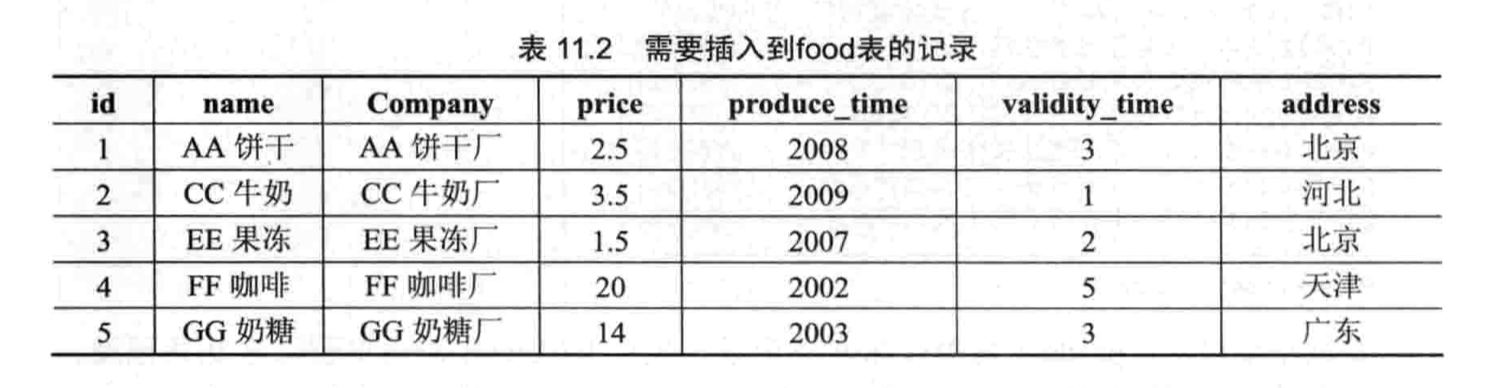 表 11.2 需要插入到food表的记录
id name Company price produce_time validity_time address
1 AA 饼干 AA 饼干厂 2.5 2008 3 北京
2 CC 牛奶 CC 牛奶厂 3.5 2009 1 河北
3 EE 果冻 EE 果冻厂 1.5 2007 2 北京
4 FF 咖啡 FF 咖啡厂 20 2002 5 天津
5 GG 奶糖 GG 奶糖厂 14 2003 3 广东